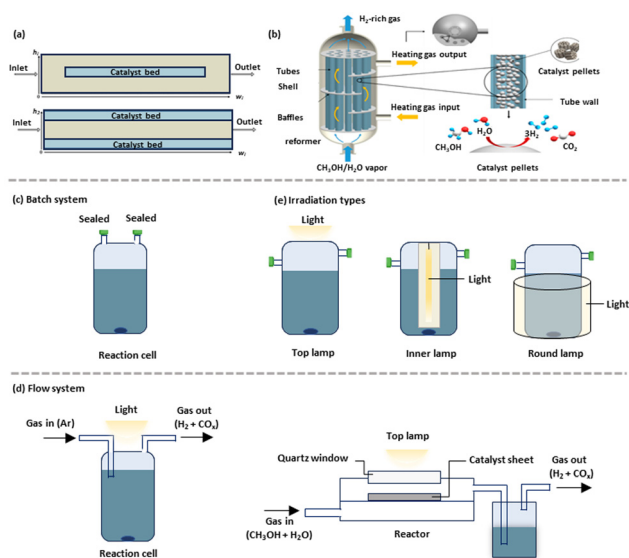 (a)
h₁
Inlet
Catalyst bed
Outlet
w₁
h₂
Inlet
Catalyst bed
Outlet
Catalyst bed
(b)
H₂-rich gas
Heating gas output
Tubes
Shell
Baffles
Heating gas input
reformer
CH₃OH/H₂O vapor
Catalyst pellets
Tube wall
H₂O
3H₂
CH₃OH
CO₂
Catalyst pellets
(c) Batch system
Sealed
Sealed
Reaction cell
(e) Irradiation types
Light
Light
Light
Top lamp
Inner lamp
Round lamp
(d) Flow system
Gas in (Ar)
Light
Gas out
(H₂ + COₓ)
Reaction cell
Top lamp
Quartz window
Catalyst sheet
Gas out
(H₂ + COₓ)
Gas in
(CH₃OH + H₂O)
Reactor